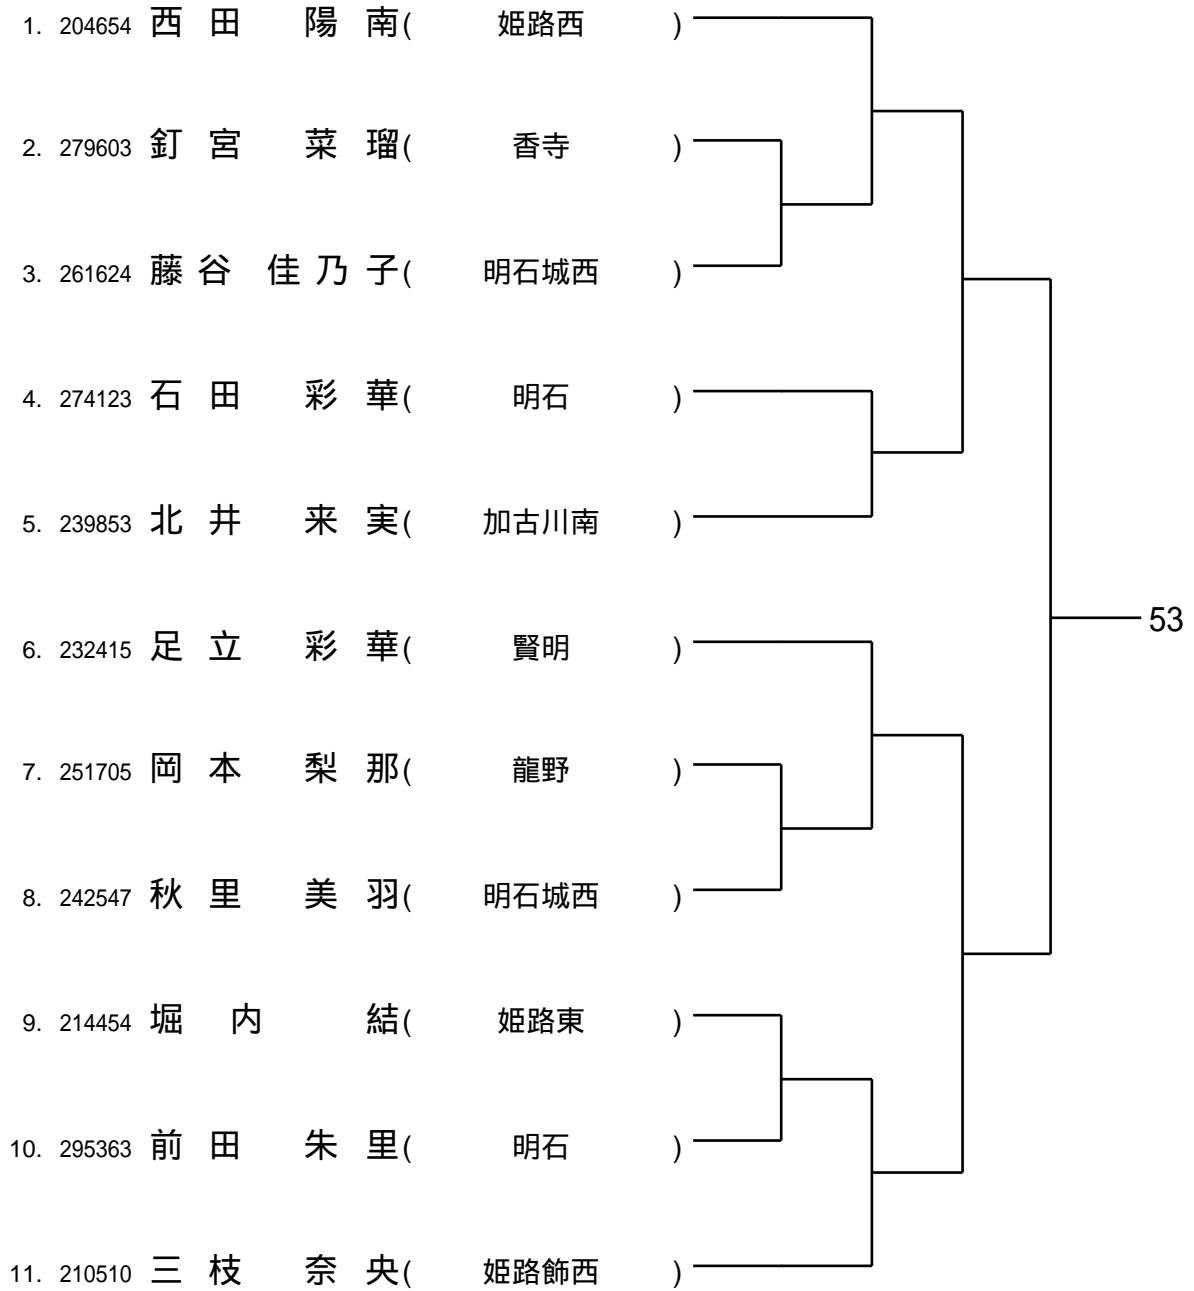 1. 204654 西田 陽南( 姫路西 )
2. 279603 釘宮 菜瑠( 香寺 )
3. 261624 藤谷 佳乃子( 明石城西 )
4. 274123 石田 彩華( 明石 )
5. 239853 北井 来実( 加古川南 )
6. 232415 足立 彩華( 賢明 )
7. 251705 岡本 梨那( 龍野 )
8. 242547 秋里 美羽( 明石城西 )
9. 214454 堀内 結( 姫路東 )
10. 295363 前田 朱里( 明石 )
11. 210510 三枝 奈央( 姫路飾西 )
53